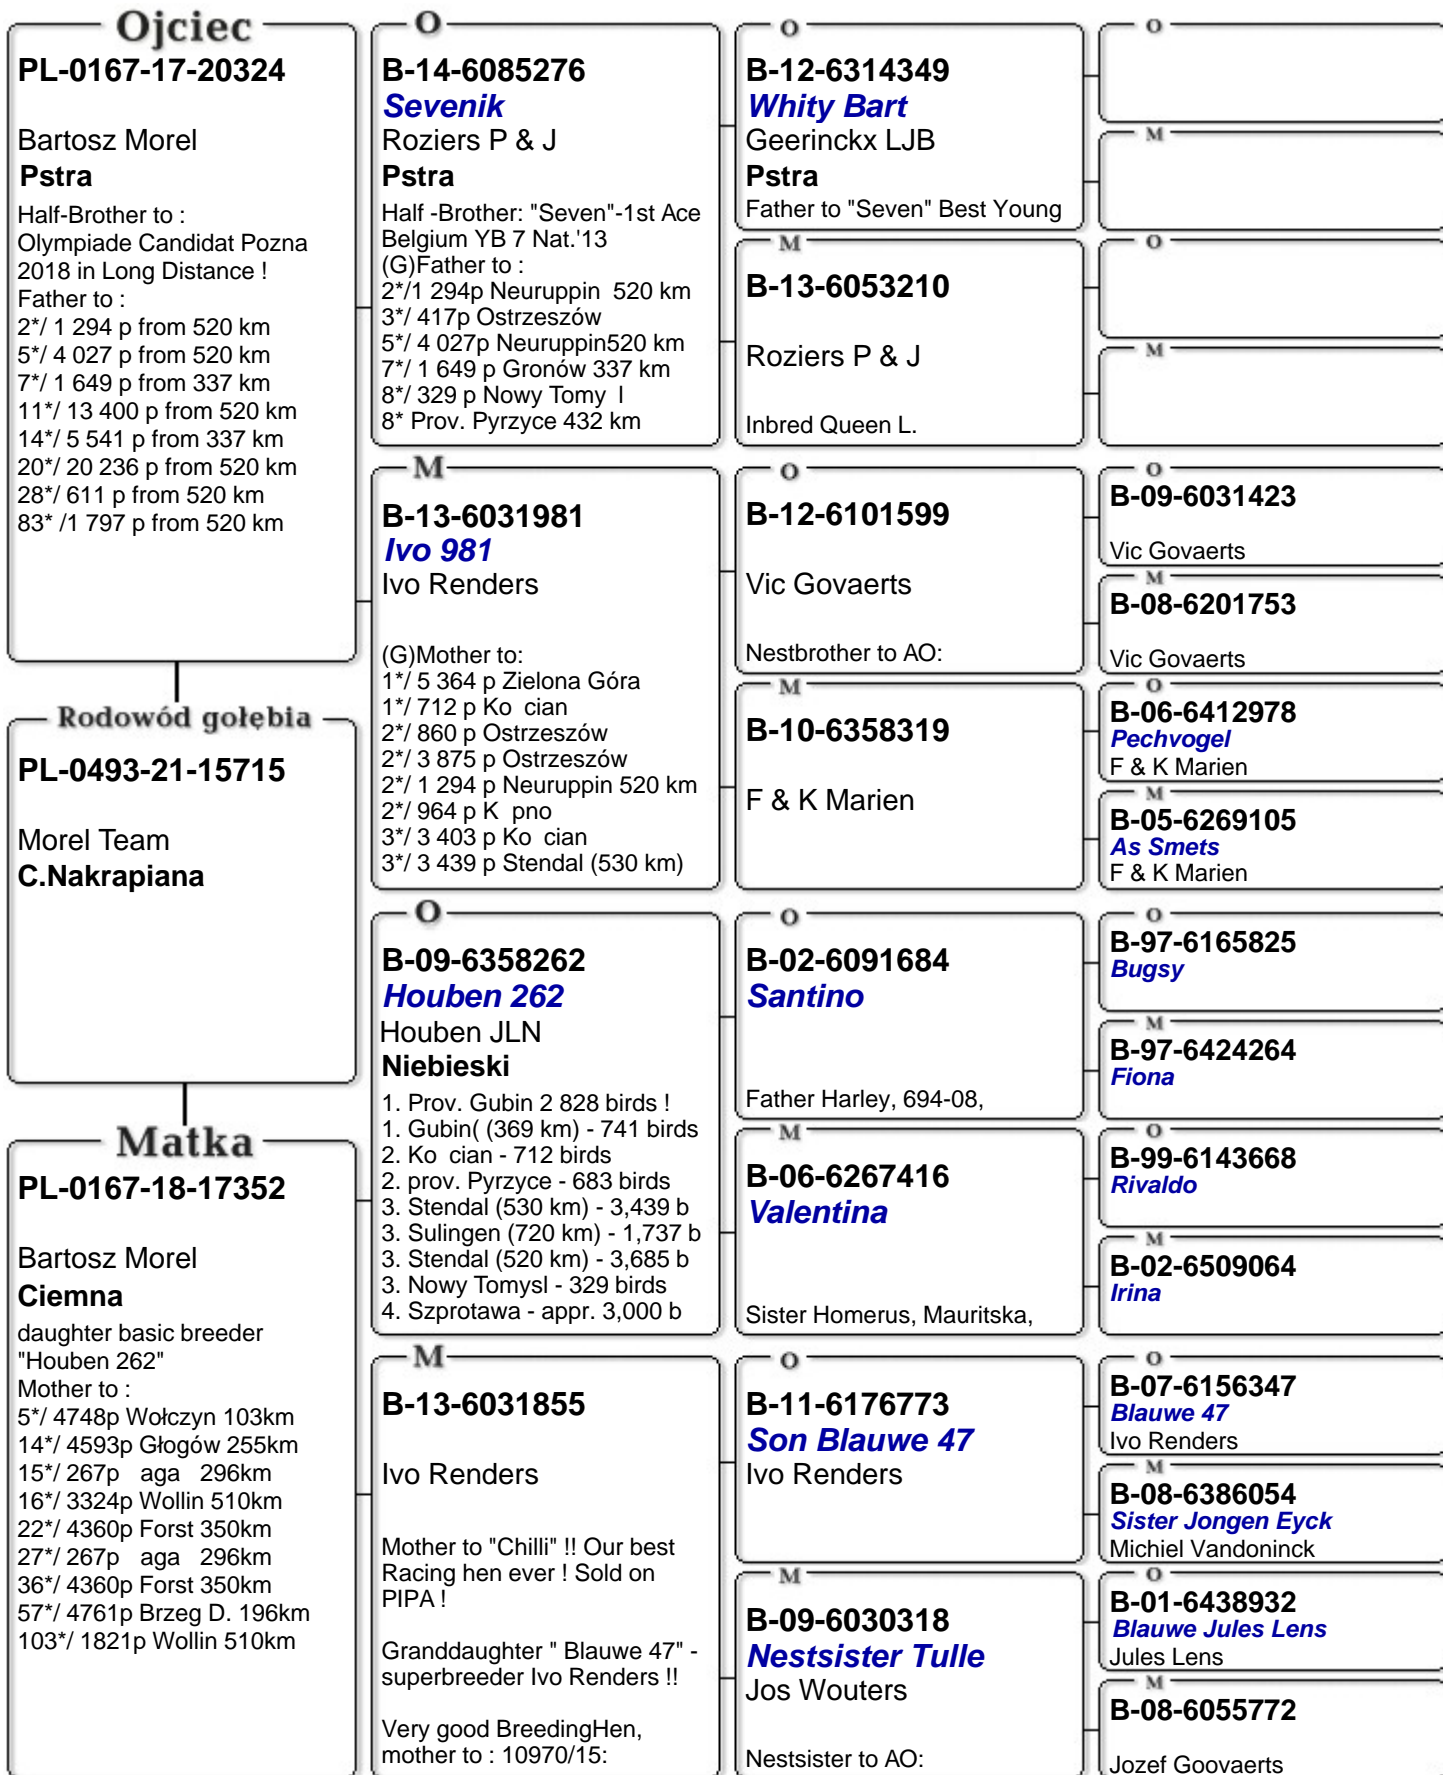 Ojciec
PL-0167-17-20324
Bartosz Morel
Pstra
Half-Brother to :
Olympiade Candidat Pozna
2018 in Long Distance !
Father to :
2*/ 1 294 p from 520 km
5*/ 4 027 p from 520 km
7*/ 1 649 p from 337 km
11*/ 13 400 p from 520 km
14*/ 5 541 p from 337 km
20*/ 20 236 p from 520 km
28*/ 611 p from 520 km
83* /1 797 p from 520 km
Rodowód gołębia
PL-0493-21-15715
Morel Team
C.Nakrapiana
Matka
PL-0167-18-17352
Bartosz Morel
Ciemna
daughter basic breeder
"Houben 262"
Mother to :
5*/ 4748p Wołczyn 103km
14*/ 4593p Głogów 255km
15*/ 267p aga 296km
16*/ 3324p Wollin 510km
22*/ 4360p Forst 350km
27*/ 267p aga 296km
36*/ 4360p Forst 350km
57*/ 4761p Brzeg D. 196km
103*/ 1821p Wollin 510km
O
B-14-6085276
Sevenik
Roziers P & J
Pstra
Half -Brother: "Seven"-1st Ace
Belgium YB 7 Nat.'13
(G)Father to :
2*/1 294p Neuruppin 520 km
3*/ 417p Ostrzeszów
5*/ 4 027p Neuruppin520 km
7*/ 1 649 p Gronów 337 km
8*/ 329 p Nowy Tomy l
8* Prov. Pyrzyce 432 km
M
B-13-6031981
Ivo 981
Ivo Renders
(G)Mother to:
1*/ 5 364 p Zielona Góra
1*/ 712 p Ko cian
2*/ 860 p Ostrzeszów
2*/ 3 875 p Ostrzeszów
2*/ 1 294 p Neuruppin 520 km
2*/ 964 p K pno
3*/ 3 403 p Ko cian
3*/ 3 439 p Stendal (530 km)
O
B-09-6358262
Houben 262
Houben JLN
Niebieski
1. Prov. Gubin 2 828 birds !
1. Gubin( (369 km) - 741 birds
2. Ko cian - 712 birds
2. prov. Pyrzyce - 683 birds
3. Stendal (530 km) - 3,439 b
3. Sulingen (720 km) - 1,737 b
3. Stendal (520 km) - 3,685 b
3. Nowy Tomysl - 329 birds
4. Szprotawa - appr. 3,000 b
M
B-13-6031855
Ivo Renders
Mother to "Chilli" !! Our best
Racing hen ever ! Sold on
PIPA !
Granddaughter " Blauwe 47" -
superbreeder Ivo Renders !!
Very good BreedingHen,
mother to : 10970/15:
O
B-12-6314349
Whity Bart
Geerinckx LJB
Pstra
Father to "Seven" Best Young
M
B-13-6053210
Roziers P & J
Inbred Queen L.
O
B-12-6101599
Vic Govaerts
Nestbrother to AO:
M
B-10-6358319
F & K Marien
O
B-02-6091684
Santino
Father Harley, 694-08,
M
B-06-6267416
Valentina
Sister Homerus, Mauritska,
O
B-11-6176773
Son Blauwe 47
Ivo Renders
M
B-09-6030318
Nestsister Tulle
Jos Wouters
Nestsister to AO:
O
M
O
M
O
B-09-6031423
Vic Govaerts
M
B-08-6201753
Vic Govaerts
O
B-06-6412978
Pechvogel
F & K Marien
M
B-05-6269105
As Smets
F & K Marien
O
B-97-6165825
Bugsy
M
B-97-6424264
Fiona
O
B-99-6143668
Rivaldo
M
B-02-6509064
Irina
O
B-07-6156347
Blauwe 47
Ivo Renders
M
B-08-6386054
Sister Jongen Eyck
Michiel Vandoninck
O
B-01-6438932
Blauwe Jules Lens
Jules Lens
M
B-08-6055772
Jozef Goovaerts